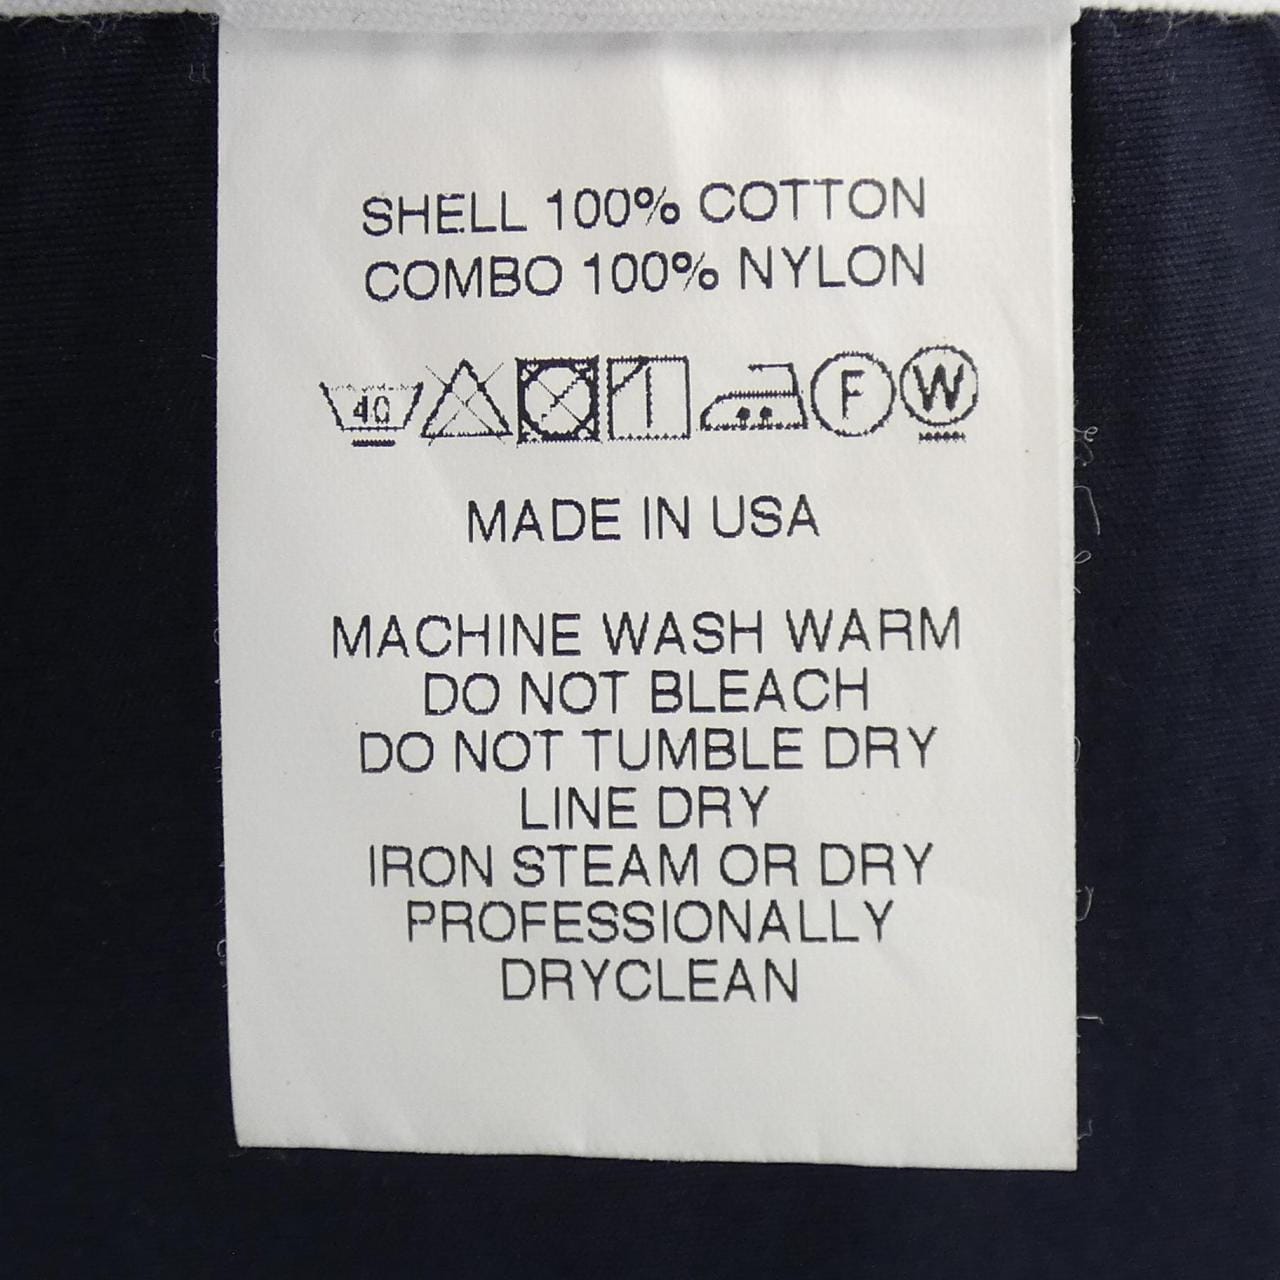 SHELL 100% COTTON
COMBO 100% NYLON
40 F W
MADE IN USA
MACHINE WASH WARM
DO NOT BLEACH
DO NOT TUMBLE DRY
LINE DRY
IRON STEAM OR DRY
PROFESSIONALLY
DRYCLEAN